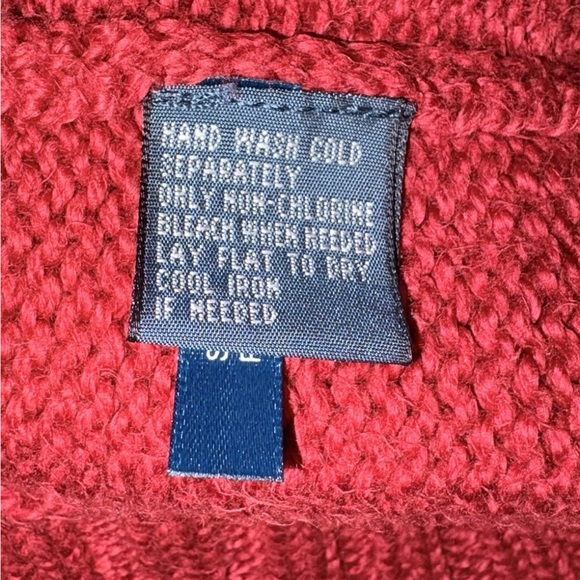 HAND WASH COLD
SEPARATELY
ONLY NON-CHLORINE
BLEACH WHEN NEEDED
LAY FLAT TO DRY
COOL IRON
IF NEEDED